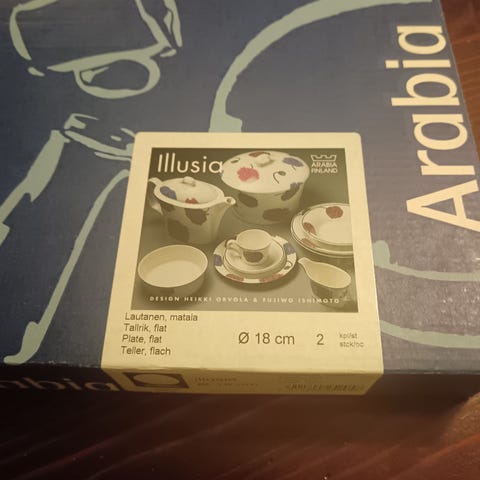 Arabia
Illusia
ARABIA
FINLAND
DESIGN HEIKKI ORVOLA & FUJIWO ISHIMOTO
Lautanen, matala
Tallrik, flat
Plate, flat
Teller, flach
Ø 18 cm 2 kpl/st
stck/pc
Arabia